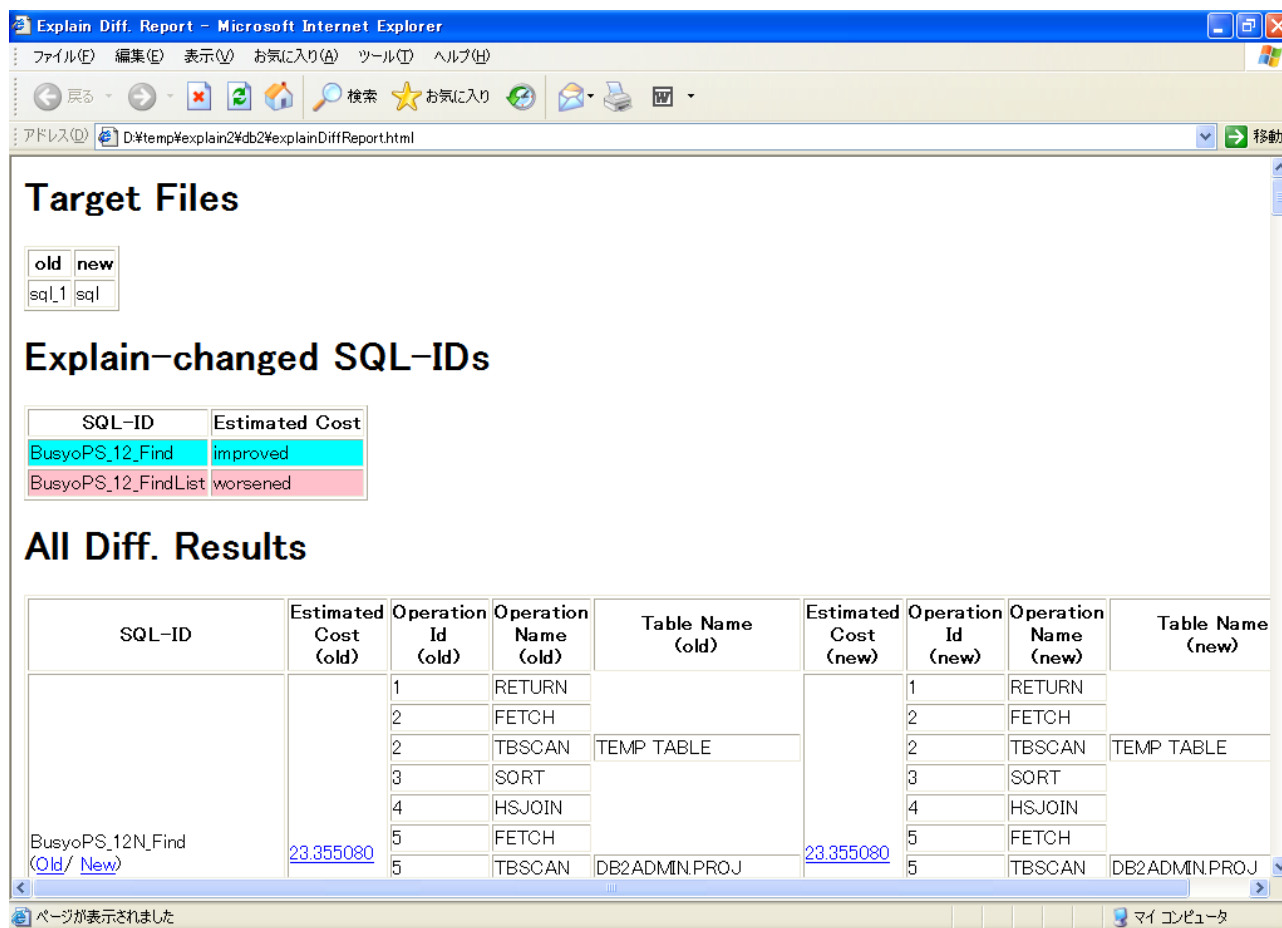 Explain Diff. Report - Microsoft Internet Explorer
ファイル(F) 編集(E) 表示(V) お気に入り(A) ツール(T) ヘルプ(H)
戻る 検索 お気に入り
アドレス(D) D:¥temp¥explain2¥db2¥explainDiffReport.html 移動
Target Files
old new
sql_1 sql
Explain-changed SQL-IDs
SQL-ID Estimated Cost
BusyoPS_12_Find improved
BusyoPS_12_FindList worsened
All Diff. Results
SQL-ID Estimated Cost (old) Operation Id (old) Operation Name (old) Table Name (old) Estimated Cost (new) Operation Id (new) Operation Name (new) Table Name (new)
1 RETURN 1 RETURN
2 FETCH 2 FETCH
2 TBSCAN TEMP TABLE 2 TBSCAN TEMP TABLE
3 SORT 3 SORT
4 HSJOIN 4 HSJOIN
BusyoPS_12N_Find 5 FETCH 5 FETCH
(Old/ New) 23.355080 5 TBSCAN DB2ADMIN.PROJ 23.355080 5 TBSCAN DB2ADMIN.PROJ
ページが表示されました マイ コンピュータ